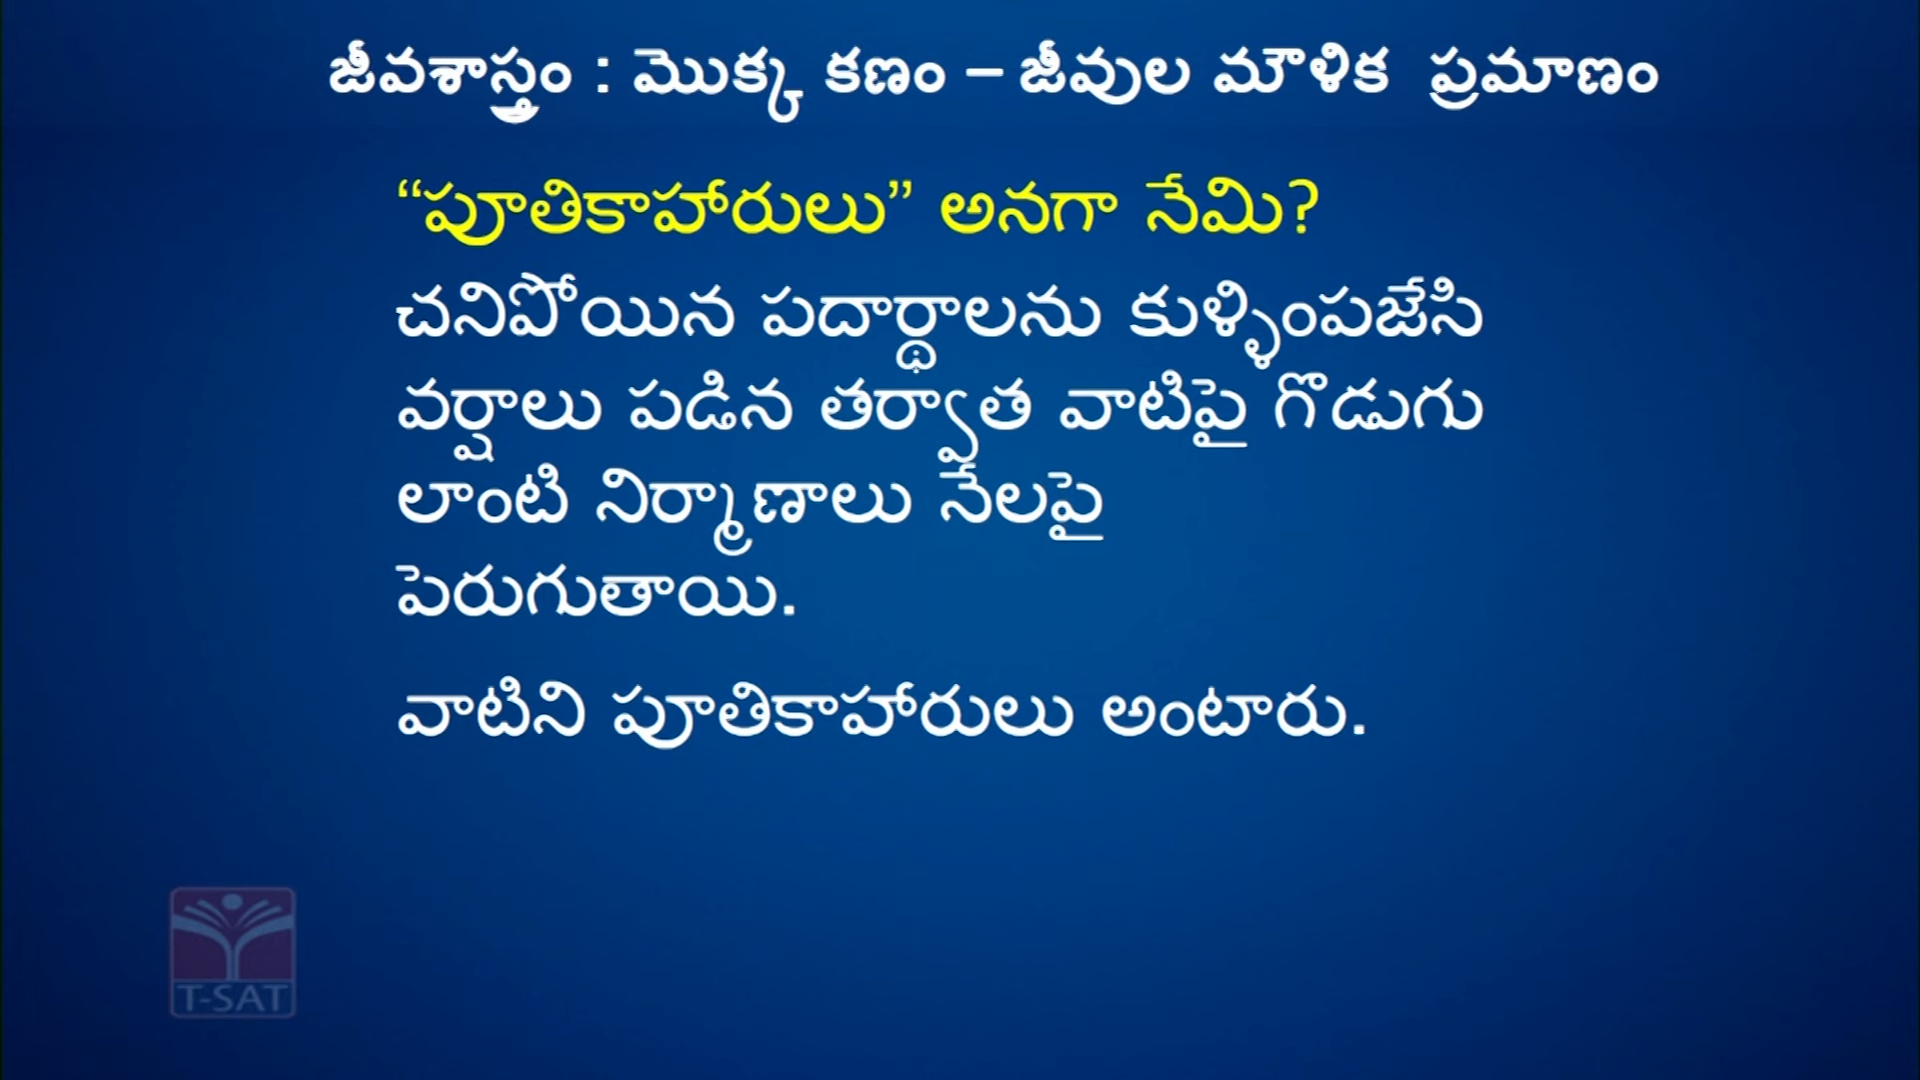 జీవశాస్త్రం : మొక్క కణం – జీవుల మౌళిక ప్రమాణం
“పూతికాహారులు” అనగా నేమి?
చనిపోయిన పదార్థాలను కుళ్ళింపజేసి
వర్షాలు పడిన తర్వాత వాటిపై గొడుగు
లాంటి నిర్మాణాలు నేలపై
పెరుగుతాయి.
వాటిని పూతికాహారులు అంటారు.
T-SAT